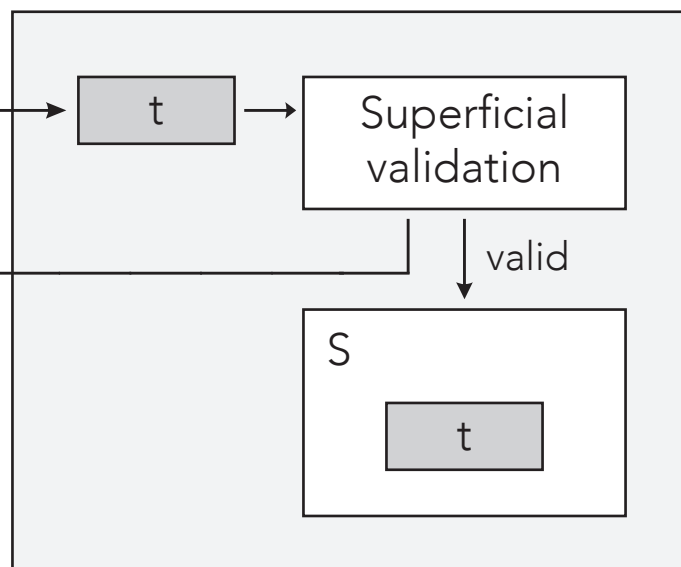 t
Superficial
validation
valid
S
t